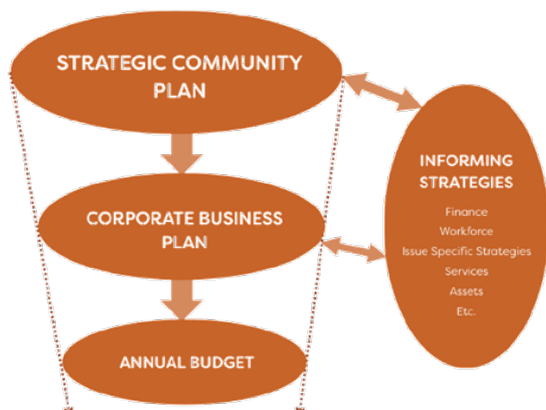 STRATEGIC COMMUNITY
PLAN
CORPORATE BUSINESS
PLAN
ANNUAL BUDGET
INFORMING
STRATEGIES
Finance
Workforce
Issue Specific Strategies
Services
Assets
Etc.